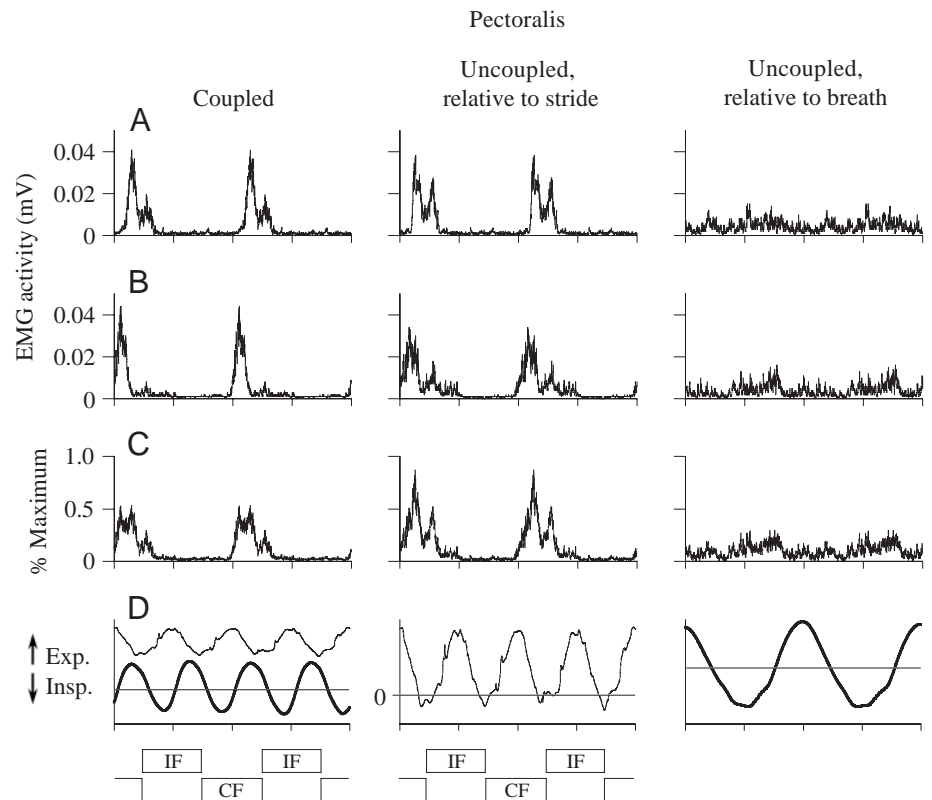 Pectoralis
Coupled
Uncoupled,
relative to stride
Uncoupled,
relative to breath
A
EMG activity (mV)
0.04
0.02
0
B
0.04
0.02
0
C
% Maximum
1.0
0.5
0
D
Exp.
Insp.
0
IF
IF
CF
IF
IF
CF